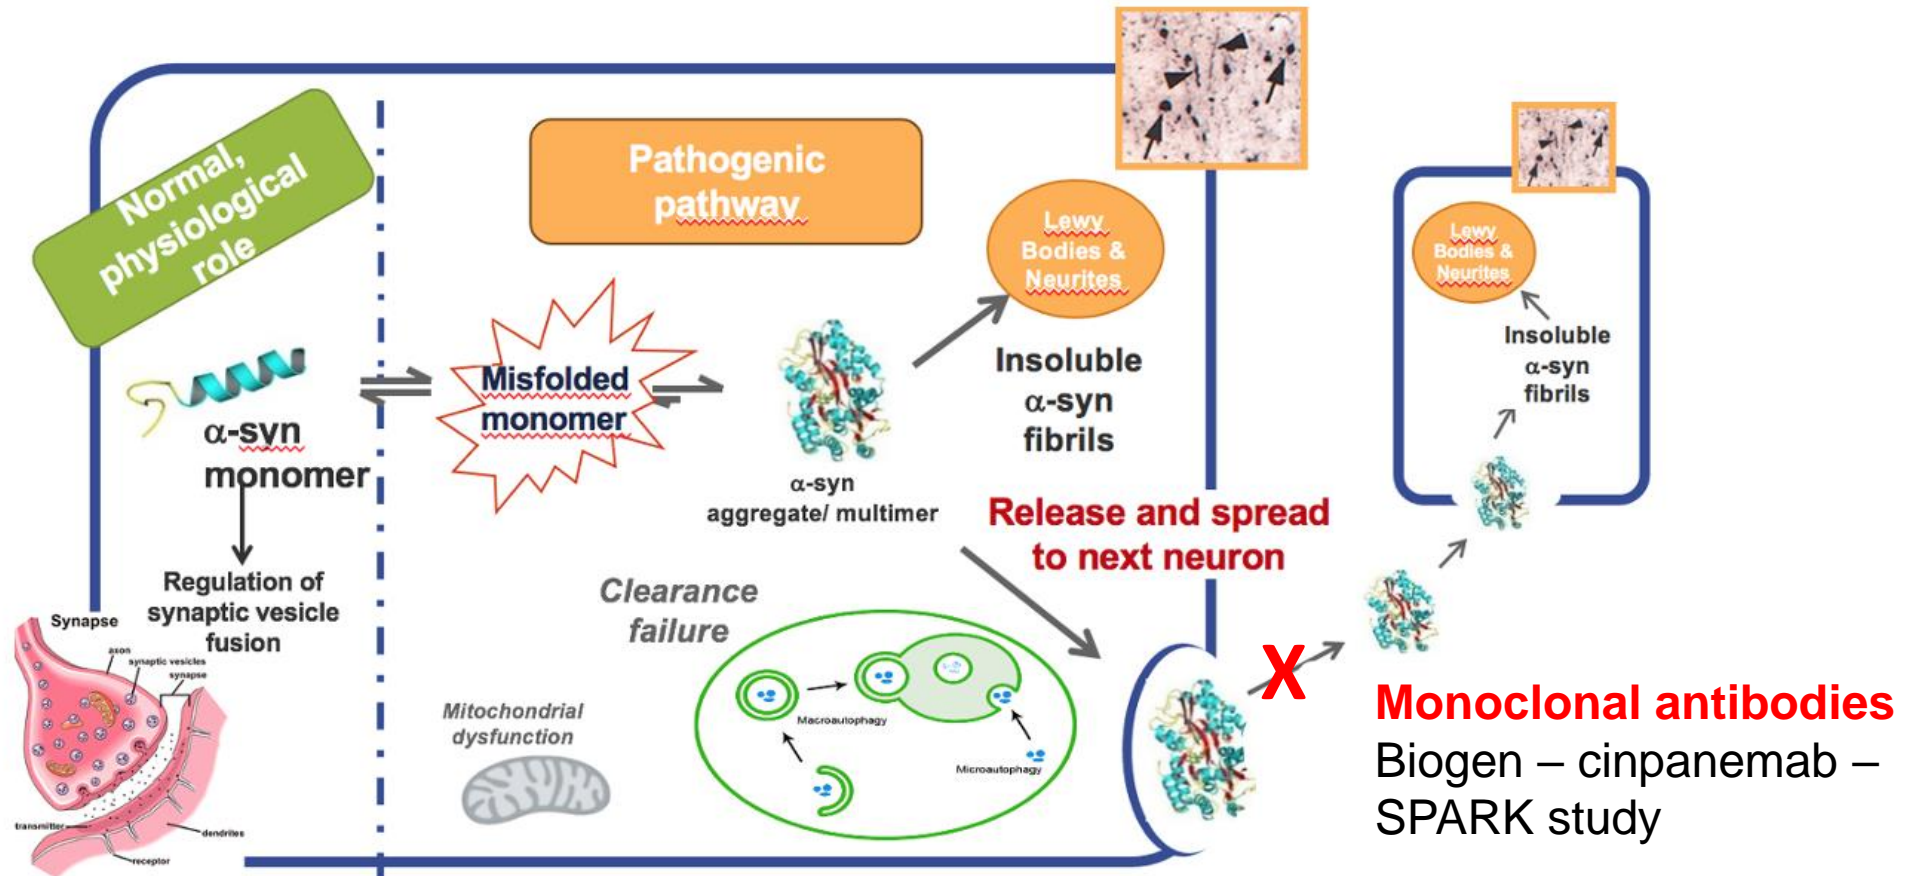 Normal,
physiological
role
Pathogenic
pathway
Lewy
Bodies &
Neurites
Misfolded
monomer
α-syn
monomer
Insoluble
α-syn
fibrils
α-syn
aggregate/ multimer
Release and spread
to next neuron
Regulation of
synaptic vesicle
fusion
Clearance
failure
Synapse
axon
synaptic vesicles
synapse
transmitter
dendrites
receptor
Mitochondrial
dysfunction
Macroautophagy
Microautophagy
Lewy
Bodies &
Neurites
Insoluble
α-syn
fibrils
X
Monoclonal antibodies
Biogen – cinpanemab –
SPARK study